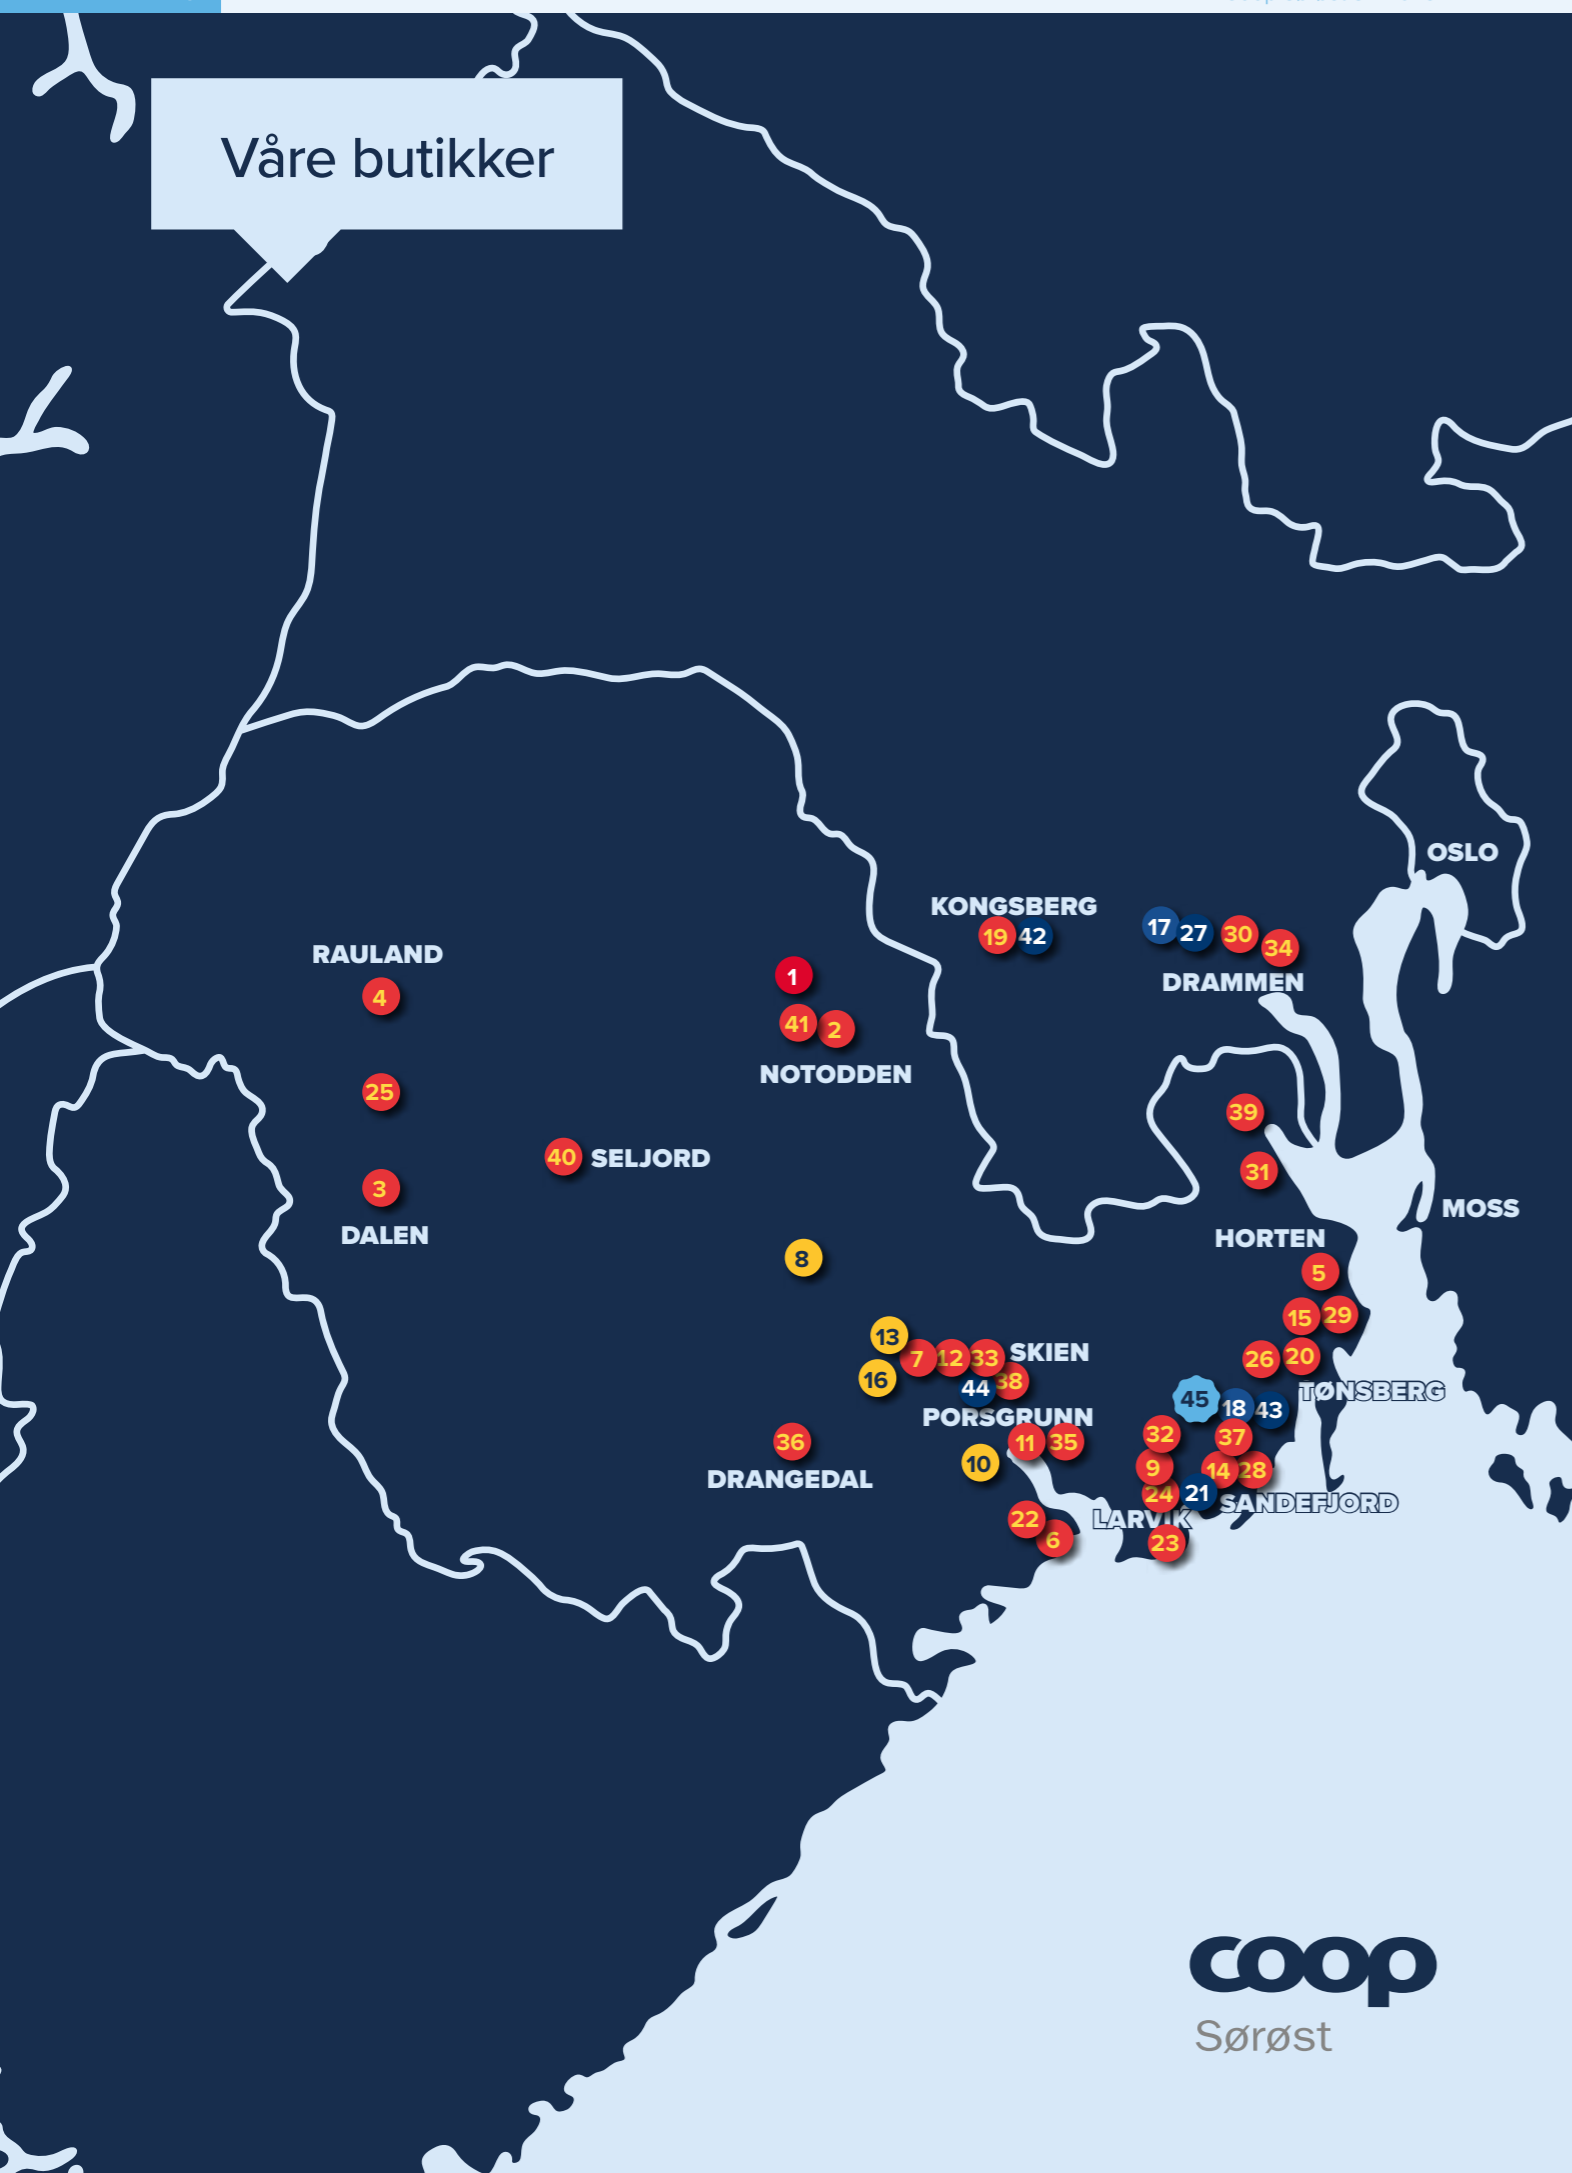 Våre butikker
OSLO
KONGSBERG
19 42
17 27 30 34
DRAMMEN
RAULAND
4
1
41 2
NOTODDEN
25
39
40 SELJORD
31
3
DALEN
MOSS
HORTEN
8
5
15 29
13
7 12 33 SKIEN
26 20
16
44 38
TØNSBERG
45 18 43
PORSGRUNN
32 37
36
11 35
DRANGEDAL
10
9 14 28
24 21 SANDEFJORD
22
LARVIK
6
23
coop
Sørøst